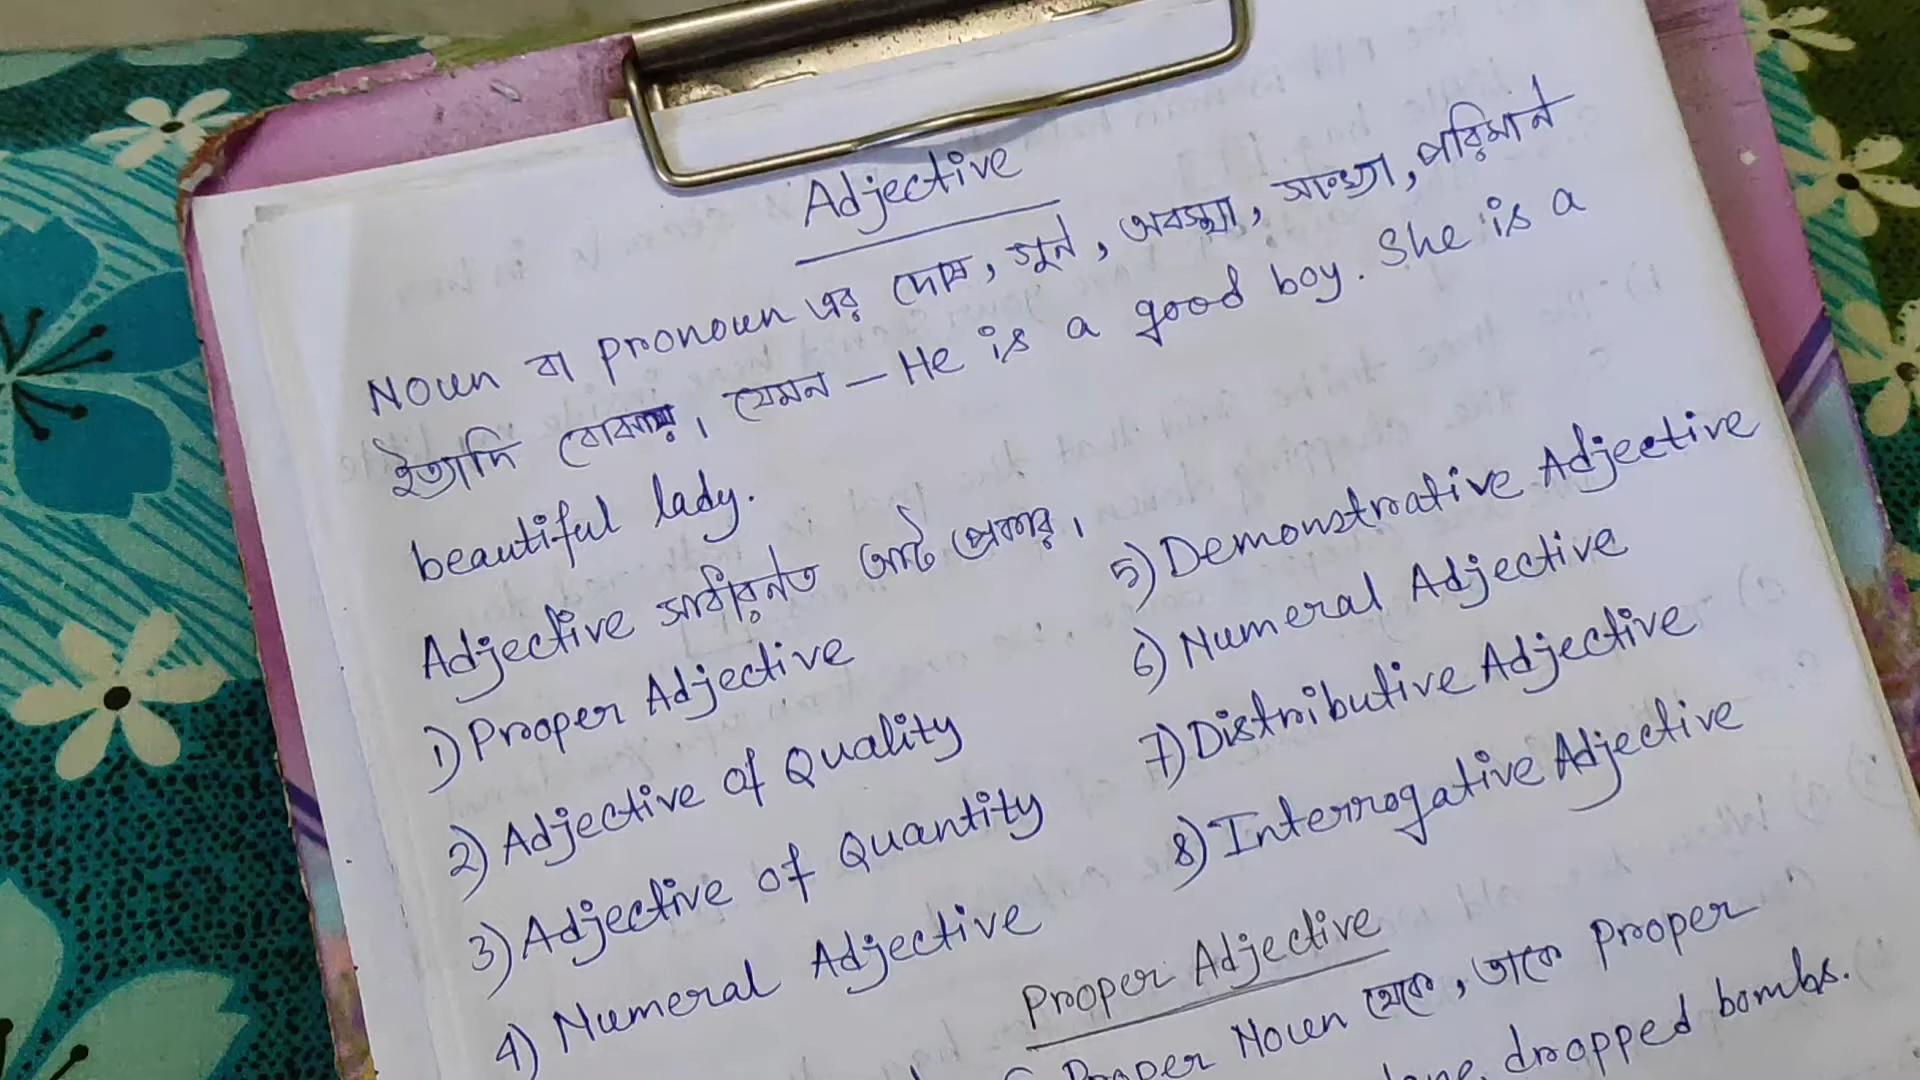 Adjective
Noun বা pronoun এর দোষ, গুন, অবস্থা, সংখ্যা, পরিমান
ইত্যাদি বোঝায়, যেমন – He is a good boy. She is a
beautiful lady.
Adjective সাধারনত আট প্রকার।
1) Proper Adjective
2) Adjective of Quality
3) Adjective of Quantity
4) Numeral Adjective
5) Demonstrative Adjective
6) Numeral Adjective
7) Distributive Adjective
8) Interrogative Adjective
Proper Adjective
Proper Noun থেকে, তাকে Proper
dropped bombs.